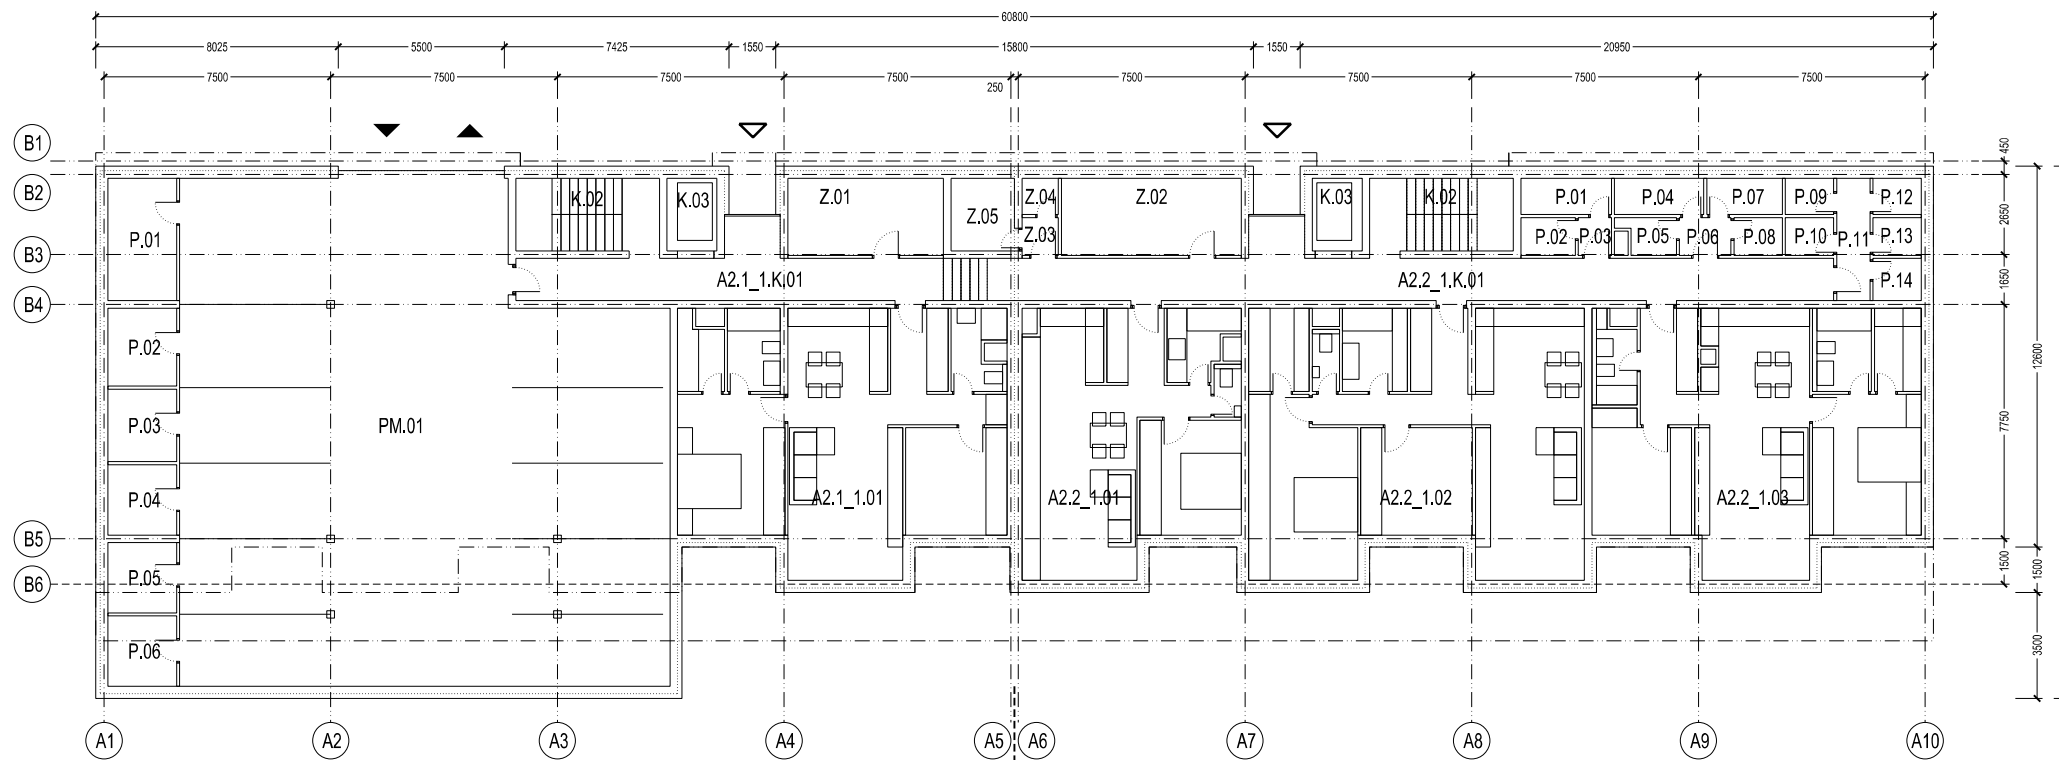 60800
8025 5500 7425 1550 15800 1550 20950
7500 7500 7500 7500 250 7500 7500 7500 7500
B1
B2
B3
B4
B5
B6
450
2650
1650
7750
1500
12600
1500
3500
K.02 K.03 Z.01 Z.05 Z.04 Z.03 Z.02 K.03 K.02
P.01 P.04 P.07 P.09 P.12
P.02 P.03 P.05 P.06 P.08 P.10 P.11 P.13
P.14
P.01
A2.1_1.K.01 A2.2_1.K.01
P.02
P.03
PM.01
P.04
A2.1_1.01 A2.2_1.01 A2.2_1.02 A2.2_1.03
P.05
P.06
A1 A2 A3 A4 A5 A6 A7 A8 A9 A10